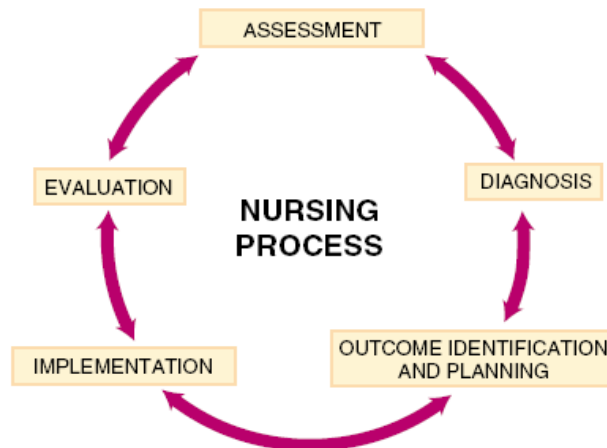 ASSESSMENT
EVALUATION
DIAGNOSIS
NURSING
PROCESS
IMPLEMENTATION
OUTCOME IDENTIFICATION
AND PLANNING